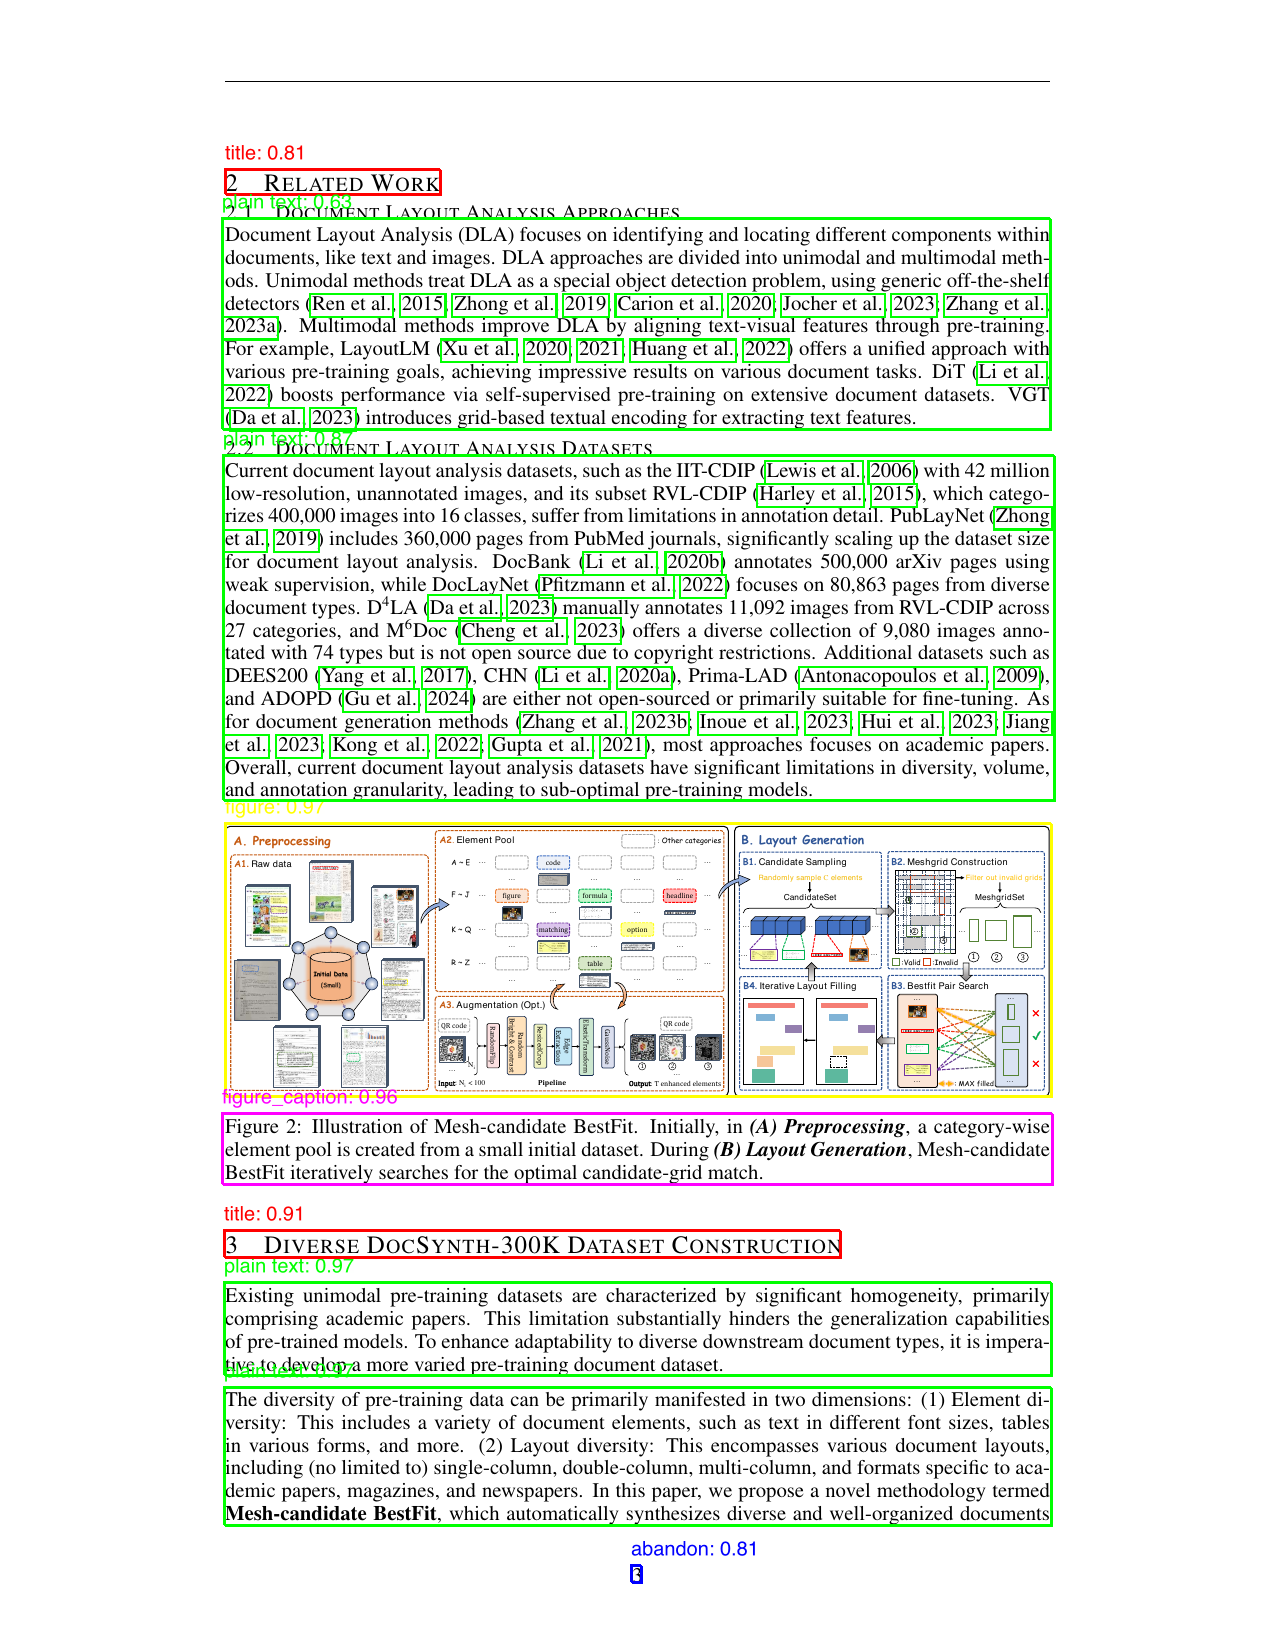 title: 0.81
2 RELATED WORK
plain text: 0.63
2.1 DOCUMENT LAYOUT ANALYSIS APPROACHES
Document Layout Analysis (DLA) focuses on identifying and locating different components within
documents, like text and images. DLA approaches are divided into unimodal and multimodal meth-
ods. Unimodal methods treat DLA as a special object detection problem, using generic off-the-shelf
detectors (Ren et al., 2015; Zhong et al., 2019; Carion et al., 2020; Jocher et al., 2023; Zhang et al.,
2023a). Multimodal methods improve DLA by aligning text-visual features through pre-training.
For example, LayoutLM (Xu et al., 2020; 2021; Huang et al., 2022) offers a unified approach with
various pre-training goals, achieving impressive results on various document tasks. DiT (Li et al.,
2022) boosts performance via self-supervised pre-training on extensive document datasets. VGT
(Da et al., 2023) introduces grid-based textual encoding for extracting text features.
plain text: 0.87
2.2 DOCUMENT LAYOUT ANALYSIS DATASETS
Current document layout analysis datasets, such as the IIT-CDIP (Lewis et al., 2006) with 42 million
low-resolution, unannotated images, and its subset RVL-CDIP (Harley et al., 2015), which catego-
rizes 400,000 images into 16 classes, suffer from limitations in annotation detail. PubLayNet (Zhong
et al., 2019) includes 360,000 pages from PubMed journals, significantly scaling up the dataset size
for document layout analysis. DocBank (Li et al., 2020b) annotates 500,000 arXiv pages using
weak supervision, while DocLayNet (Pfitzmann et al., 2022) focuses on 80,863 pages from diverse
document types. D⁴LA (Da et al., 2023) manually annotates 11,092 images from RVL-CDIP across
27 categories, and M⁶Doc (Cheng et al., 2023) offers a diverse collection of 9,080 images anno-
tated with 74 types but is not open source due to copyright restrictions. Additional datasets such as
DEES200 (Yang et al., 2017), CHN (Li et al., 2020a), Prima-LAD (Antonacopoulos et al., 2009),
and ADOPD (Gu et al., 2024) are either not open-sourced or primarily suitable for fine-tuning. As
for document generation methods (Zhang et al., 2023b; Inoue et al., 2023; Hui et al., 2023; Jiang
et al., 2023; Kong et al., 2022; Gupta et al., 2021), most approaches focuses on academic papers.
Overall, current document layout analysis datasets have significant limitations in diversity, volume,
and annotation granularity, leading to sub-optimal pre-training models.
figure: 0.97
A. Preprocessing
A1. Raw data
Initial Data
(Small)
A2. Element Pool
: Other categories
A ~ E ... code ...
F ~ J ... figure formula headline ...
K ~ Q ... matching option ...
R ~ Z ... table ...
A3. Augmentation (Opt.)
QR code
RandomFlip
Random Bright & Contrast
ResizedCrop
Edge Extraction
ElasticTransform
GaussNoise
QR code
① ② ③
Input: Nᵢ < 100
Pipeline
Output: T enhanced elements
B. Layout Generation
B1. Candidate Sampling
Randomly sample C elements
CandidateSet
B2. Meshgrid Construction
Filter out invalid grids
MeshgridSet
① ② ③
:Valid :Invalid
B4. Iterative Layout Filling
B3. Bestfit Pair Search
: MAX filled
figure_caption: 0.96
Figure 2: Illustration of Mesh-candidate BestFit. Initially, in (A) Preprocessing, a category-wise
element pool is created from a small initial dataset. During (B) Layout Generation, Mesh-candidate
BestFit iteratively searches for the optimal candidate-grid match.
title: 0.91
3 DIVERSE DOCSYNTH-300K DATASET CONSTRUCTION
plain text: 0.97
Existing unimodal pre-training datasets are characterized by significant homogeneity, primarily
comprising academic papers. This limitation substantially hinders the generalization capabilities
of pre-trained models. To enhance adaptability to diverse downstream document types, it is impera-
tive to develop a more varied pre-training document dataset.
plain text: 0.97
The diversity of pre-training data can be primarily manifested in two dimensions: (1) Element di-
versity: This includes a variety of document elements, such as text in different font sizes, tables
in various forms, and more. (2) Layout diversity: This encompasses various document layouts,
including (no limited to) single-column, double-column, multi-column, and formats specific to aca-
demic papers, magazines, and newspapers. In this paper, we propose a novel methodology termed
Mesh-candidate BestFit, which automatically synthesizes diverse and well-organized documents
abandon: 0.81
3